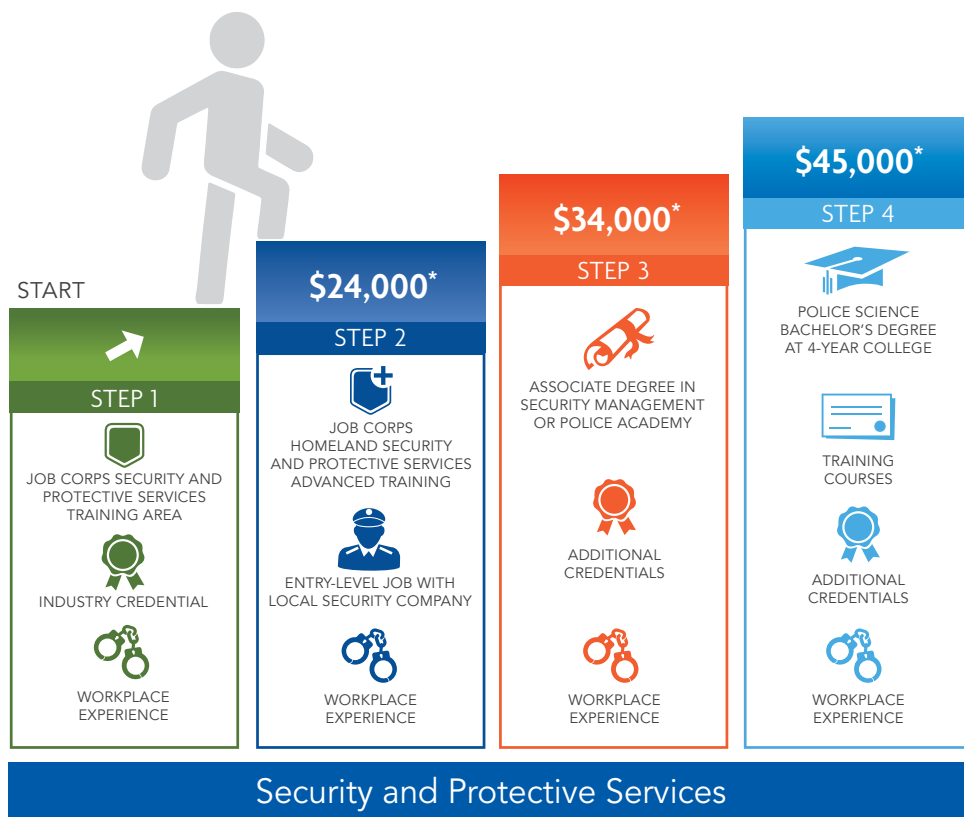 START
STEP 1
JOB CORPS SECURITY AND
PROTECTIVE SERVICES
TRAINING AREA
INDUSTRY CREDENTIAL
WORKPLACE
EXPERIENCE
$24,000*
STEP 2
JOB CORPS
HOMELAND SECURITY
AND PROTECTIVE SERVICES
ADVANCED TRAINING
ENTRY-LEVEL JOB WITH
LOCAL SECURITY COMPANY
WORKPLACE
EXPERIENCE
$34,000*
STEP 3
ASSOCIATE DEGREE IN
SECURITY MANAGEMENT
OR POLICE ACADEMY
ADDITIONAL
CREDENTIALS
WORKPLACE
EXPERIENCE
$45,000*
STEP 4
POLICE SCIENCE
BACHELOR'S DEGREE
AT 4-YEAR COLLEGE
TRAINING
COURSES
ADDITIONAL
CREDENTIALS
WORKPLACE
EXPERIENCE
Security and Protective Services